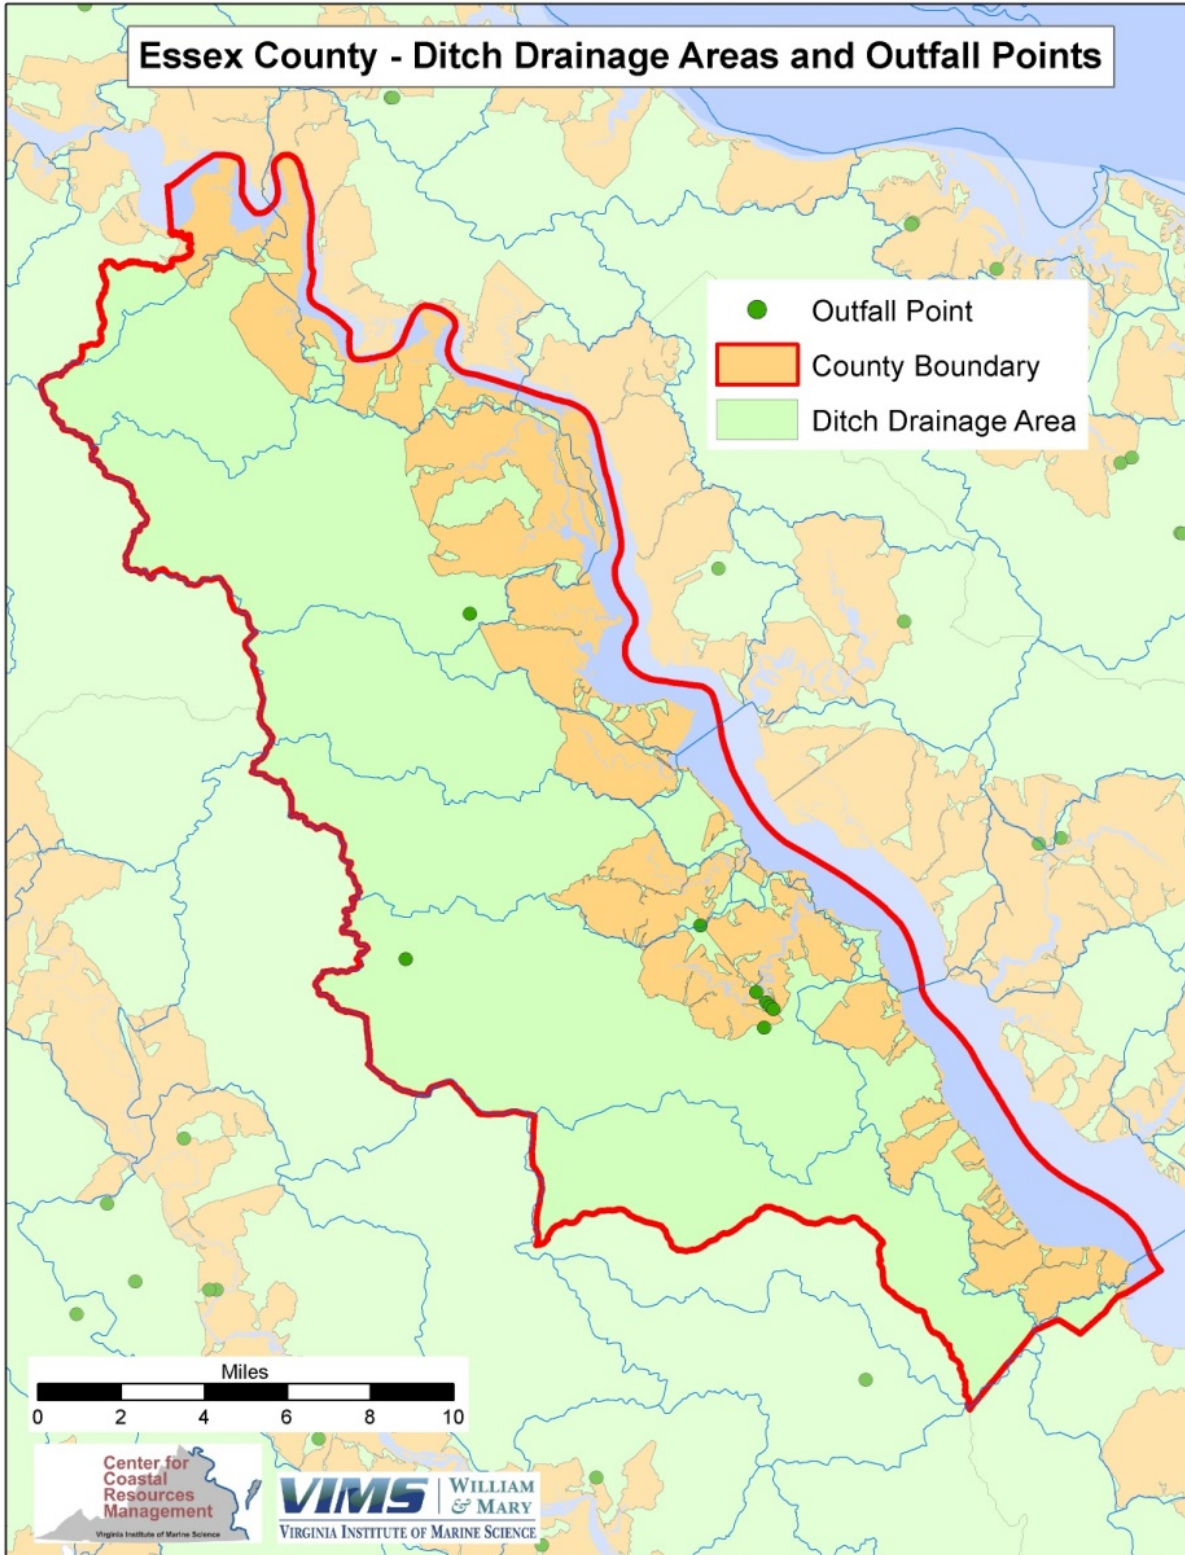 Essex County - Ditch Drainage Areas and Outfall Points
Outfall Point
County Boundary
Ditch Drainage Area
Miles
0 2 4 6 8 10
Center for
Coastal
Resources
Management
Virginia Institute of Marine Science
VIMS
WILLIAM
& MARY
VIRGINIA INSTITUTE OF MARINE SCIENCE